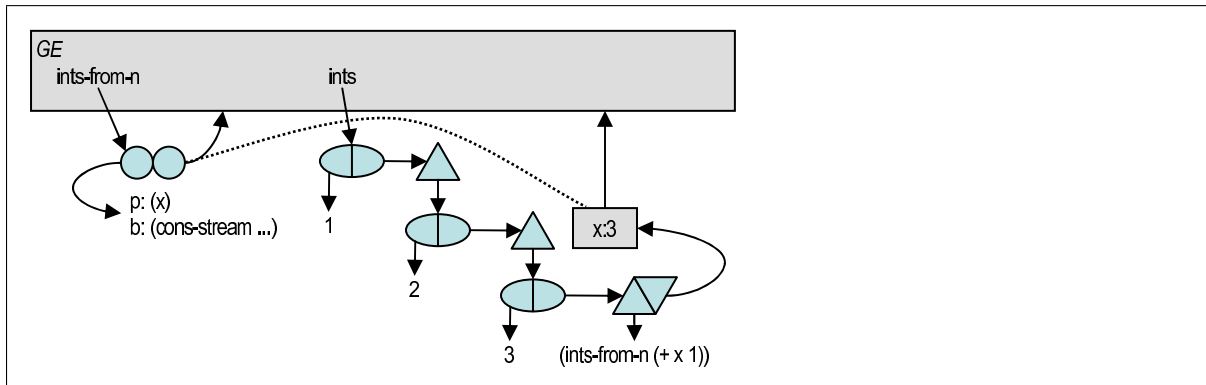 GE
ints-from-n ints
p: (x)
b: (cons-stream ...)
1
x:3
2
3 (ints-from-n (+ x 1))